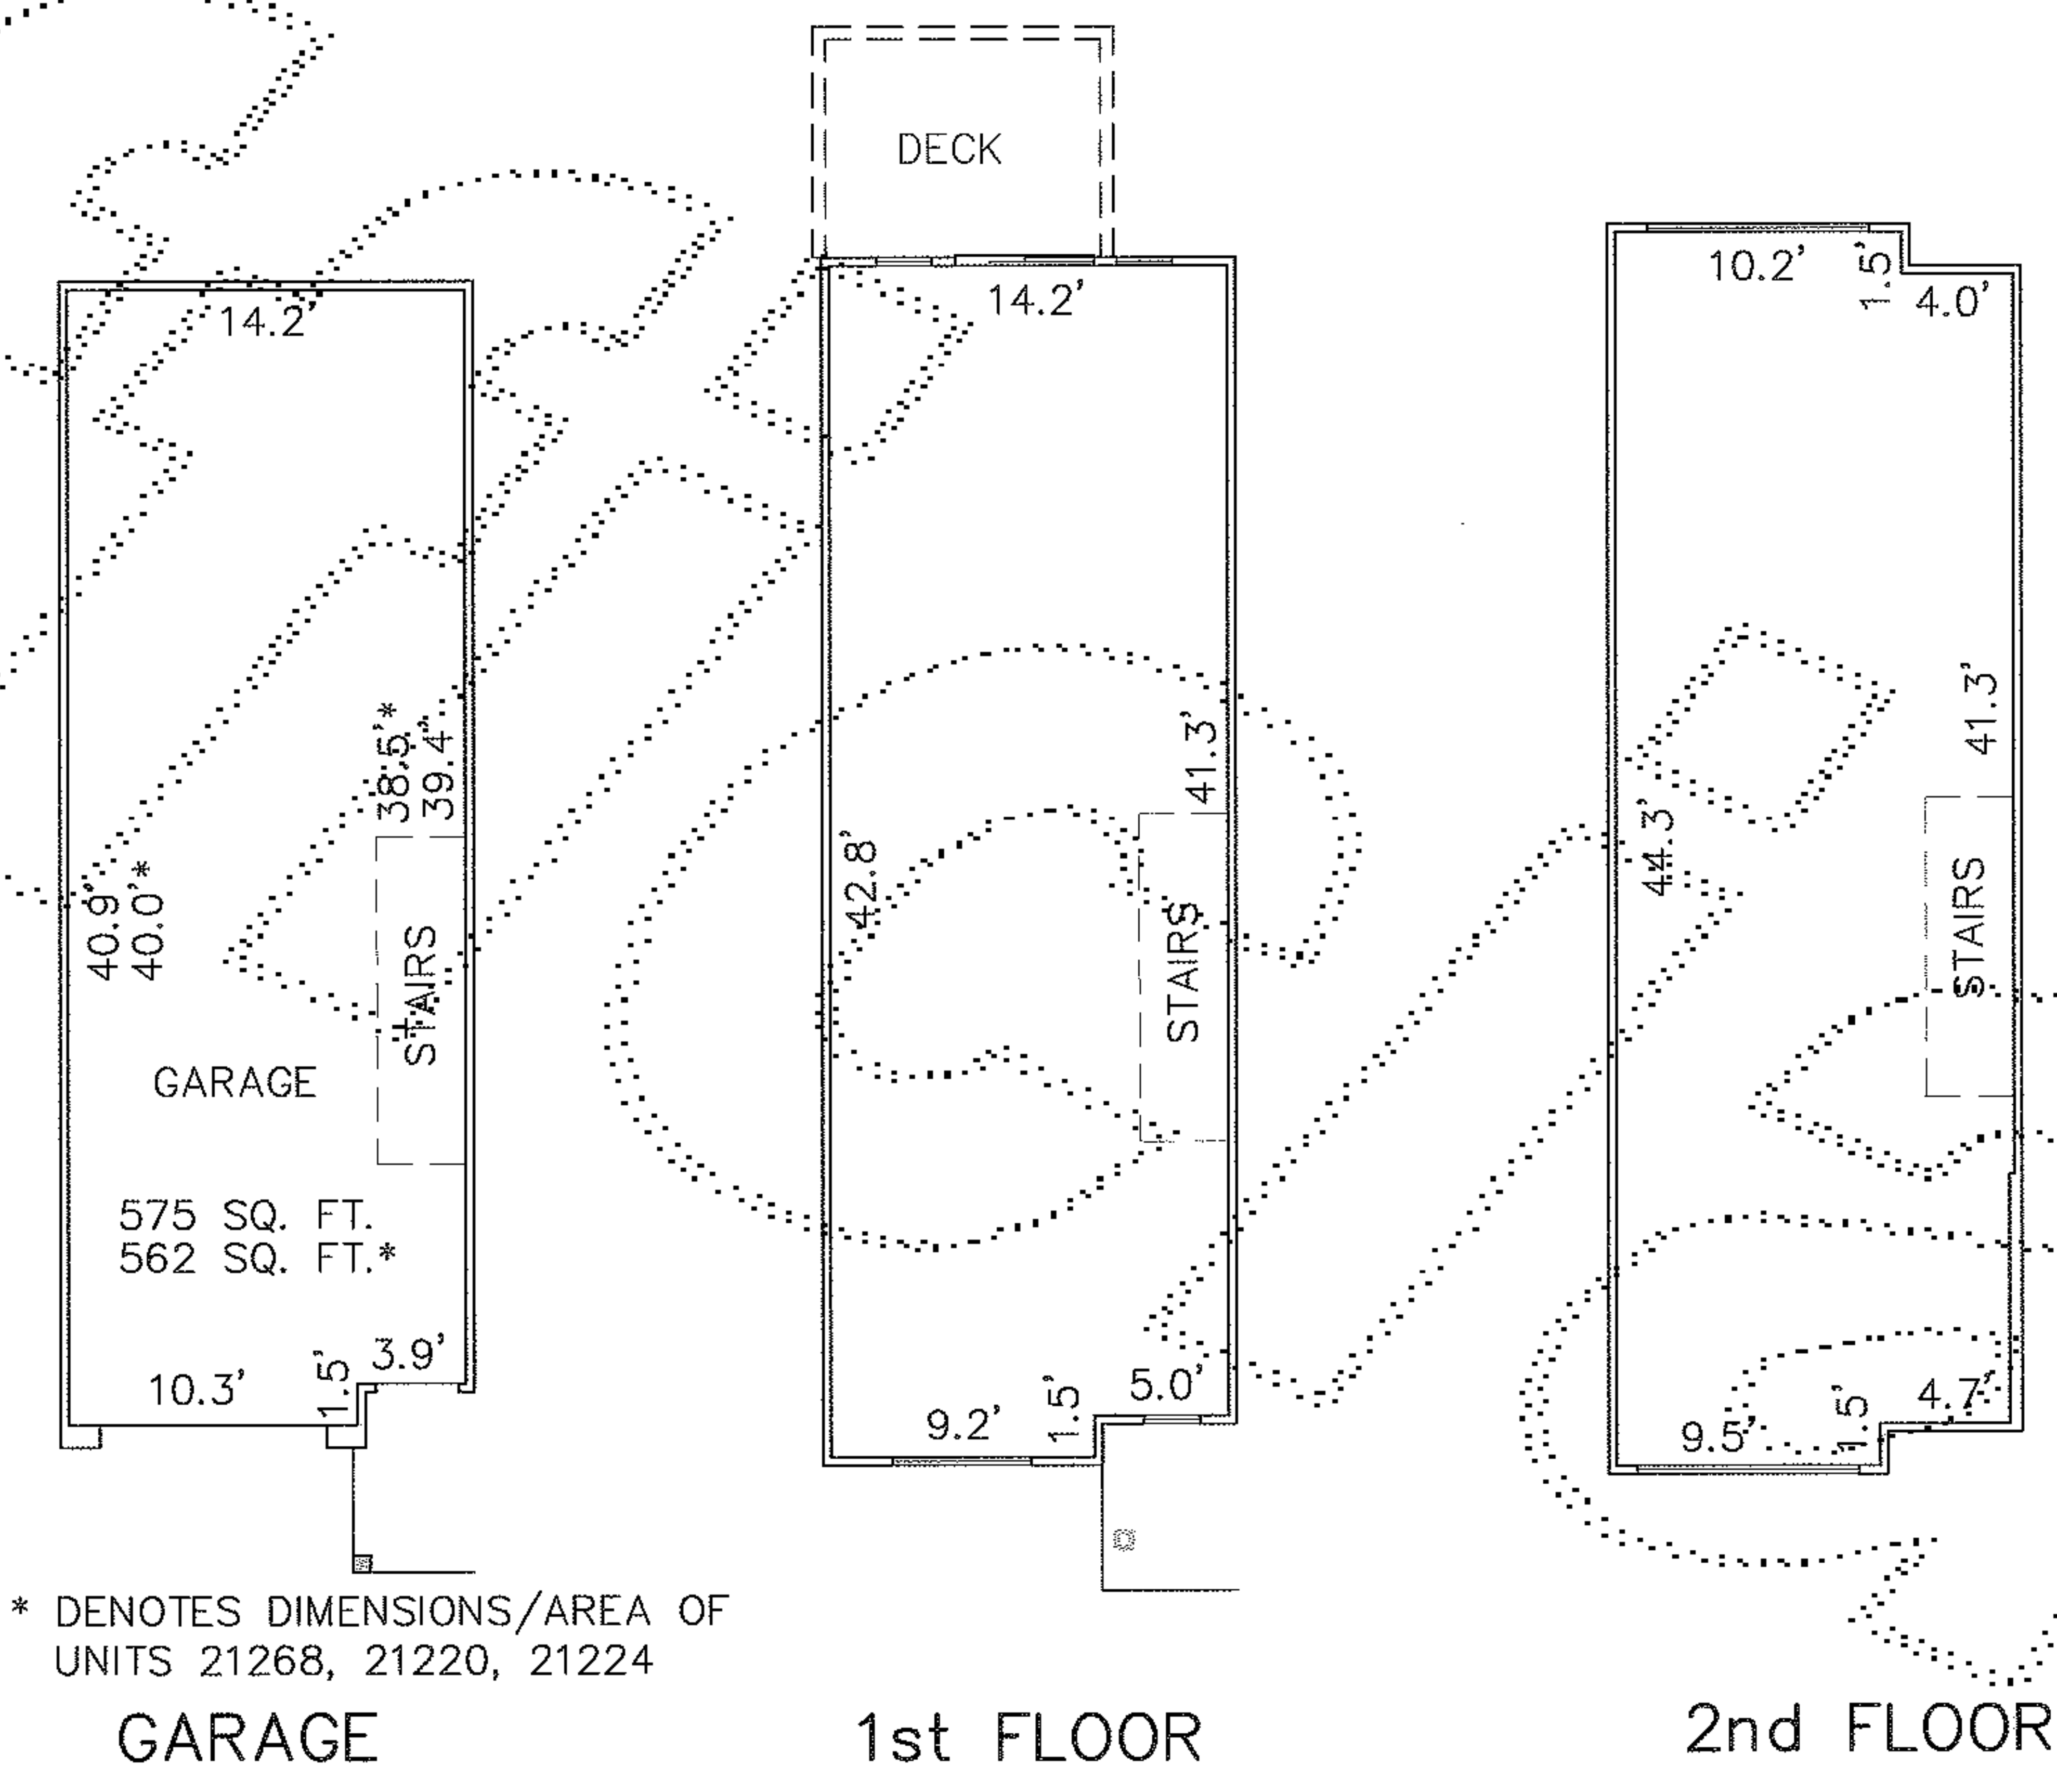 DECK
14.2'
14.2'
10.2'
1.5'
4.0'
38.5'*
39.4'
41.3'
41.3'
40.9'
40.0'*
42.8'
44.3'
STAIRS
STAIRS
STAIRS
GARAGE
575 SQ. FT.
562 SQ. FT.*
10.3'
1.5'
3.9'
9.2'
1.5'
5.0'
9.5'
1.5'
4.7'
* DENOTES DIMENSIONS/AREA OF
UNITS 21268, 21220, 21224
GARAGE
1st FLOOR
2nd FLOOR